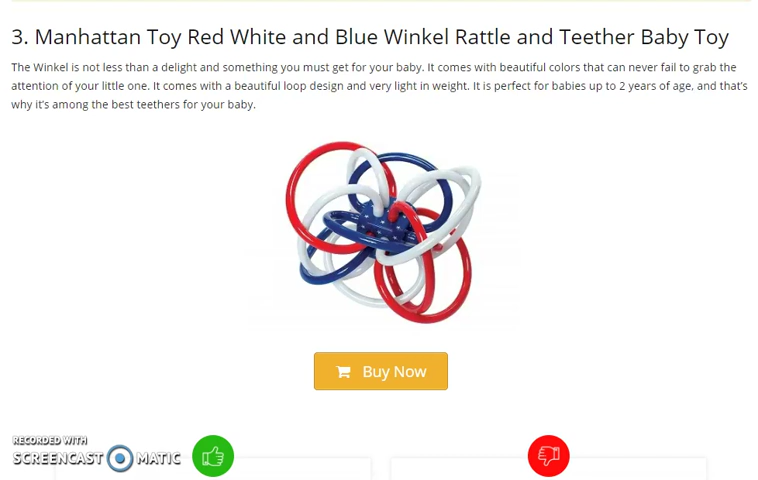 3. Manhattan Toy Red White and Blue Winkel Rattle and Teether Baby Toy
The Winkel is not less than a delight and something you must get for your baby. It comes with beautiful colors that can never fail to grab the
attention of your little one. It comes with a beautiful loop design and very light in weight. It is perfect for babies up to 2 years of age, and that’s
why it’s among the best teethers for your baby.
Buy Now
RECORDED WITH
SCREENCAST MATIC